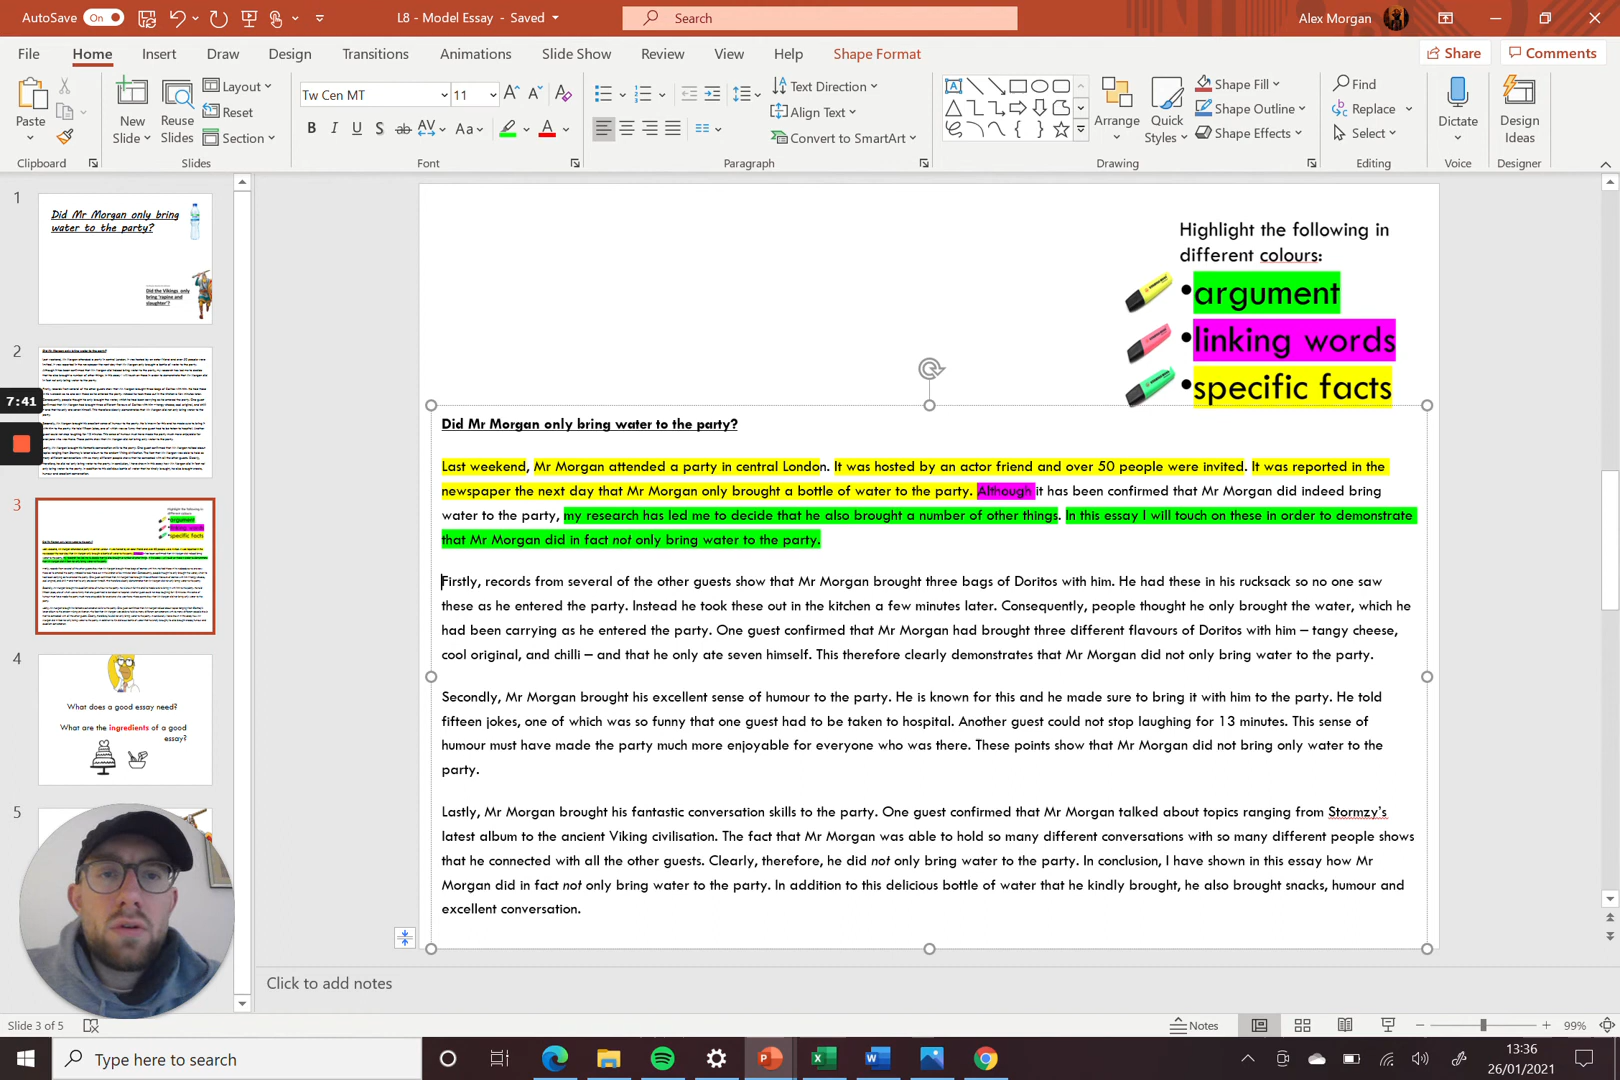 AutoSave On
L8 - Model Essay - Saved
Search
Alex Morgan
File Home Insert Draw Design Transitions Animations Slide Show Review View Help Shape Format
Share Comments
Paste
Clipboard
New Slide
Reuse Slides
Layout
Reset
Section
Slides
Tw Cen MT 11
B I U S ab AV Aa A
Font
Text Direction
Align Text
Convert to SmartArt
Paragraph
Arrange
Quick Styles
Shape Fill
Shape Outline
Shape Effects
Drawing
Find
Replace
Select
Editing
Dictate
Voice
Design Ideas
Designer
1
Did Mr Morgan only bring
water to the party?
Did the Vikings only
bring 'rapine and
slaughter'?
2
7:41
3
4
What does a good essay need?
What are the ingredients of a good
essay?
5
Highlight the following in
different colours:
•argument
•linking words
•specific facts
Did Mr Morgan only bring water to the party?
Last weekend, Mr Morgan attended a party in central London. It was hosted by an actor friend and over 50 people were invited. It was reported in the
newspaper the next day that Mr Morgan only brought a bottle of water to the party. Although it has been confirmed that Mr Morgan did indeed bring
water to the party, my research has led me to decide that he also brought a number of other things. In this essay I will touch on these in order to demonstrate
that Mr Morgan did in fact not only bring water to the party.
Firstly, records from several of the other guests show that Mr Morgan brought three bags of Doritos with him. He had these in his rucksack so no one saw
these as he entered the party. Instead he took these out in the kitchen a few minutes later. Consequently, people thought he only brought the water, which he
had been carrying as he entered the party. One guest confirmed that Mr Morgan had brought three different flavours of Doritos with him – tangy cheese,
cool original, and chilli – and that he only ate seven himself. This therefore clearly demonstrates that Mr Morgan did not only bring water to the party.
Secondly, Mr Morgan brought his excellent sense of humour to the party. He is known for this and he made sure to bring it with him to the party. He told
fifteen jokes, one of which was so funny that one guest had to be taken to hospital. Another guest could not stop laughing for 13 minutes. This sense of
humour must have made the party much more enjoyable for everyone who was there. These points show that Mr Morgan did not bring only water to the
party.
Lastly, Mr Morgan brought his fantastic conversation skills to the party. One guest confirmed that Mr Morgan talked about topics ranging from Stormzy's
latest album to the ancient Viking civilisation. The fact that Mr Morgan was able to hold so many different conversations with so many different people shows
that he connected with all the other guests. Clearly, therefore, he did not only bring water to the party. In conclusion, I have shown in this essay how Mr
Morgan did in fact not only bring water to the party. In addition to this delicious bottle of water that he kindly brought, he also brought snacks, humour and
excellent conversation.
Click to add notes
Slide 3 of 5
Notes
99%
Type here to search
13:36
26/01/2021